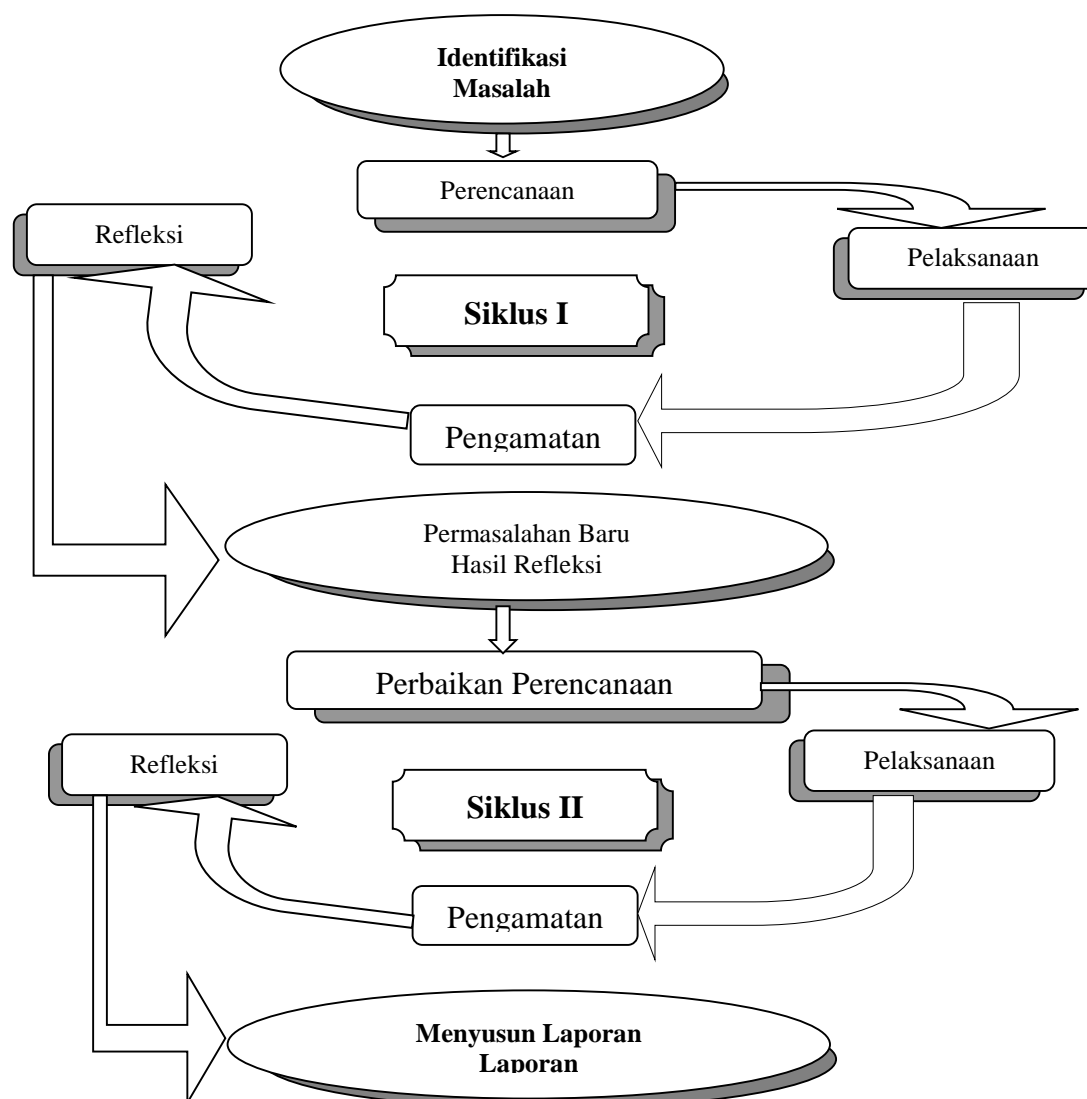 Identifikasi
Masalah
Perencanaan
Refleksi
Pelaksanaan
Siklus I
Pengamatan
Permasalahan Baru
Hasil Refleksi
Perbaikan Perencanaan
Refleksi
Pelaksanaan
Siklus II
Pengamatan
Menyusun Laporan
Laporan